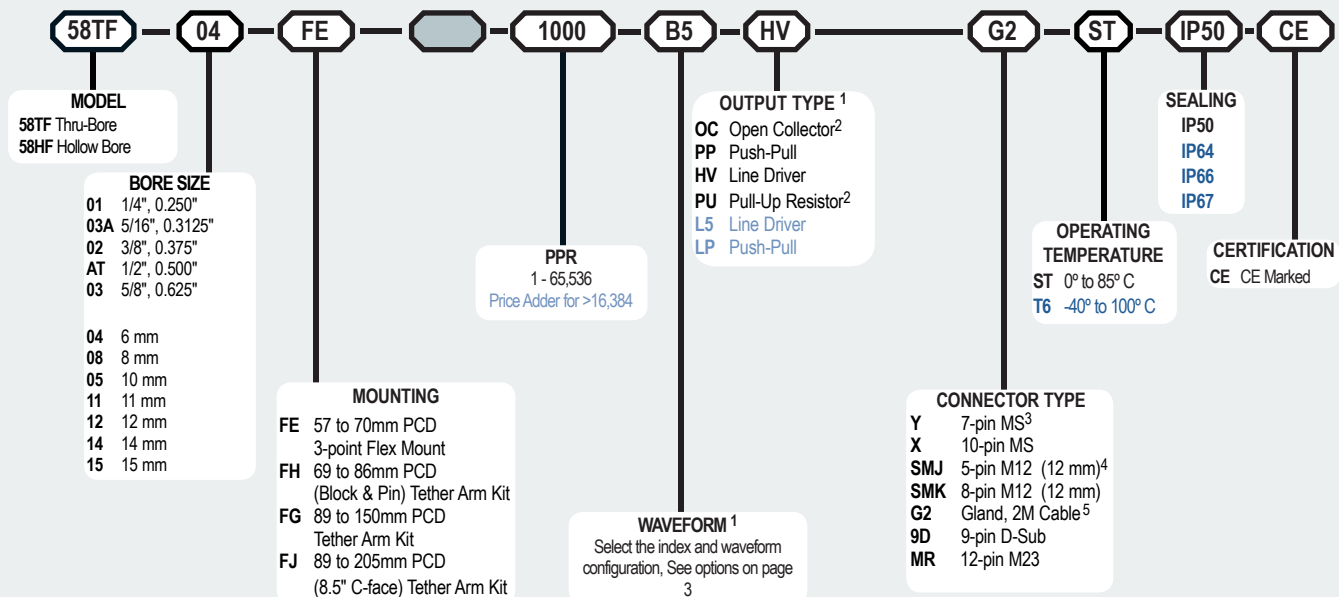 58TF 04 FE 1000 B5 HV G2 ST IP50 CE
MODEL
58TF Thru-Bore
58HF Hollow Bore
BORE SIZE
01 1/4", 0.250"
03A 5/16", 0.3125"
02 3/8", 0.375"
AT 1/2", 0.500"
03 5/8", 0.625"
04 6 mm
08 8 mm
05 10 mm
11 11 mm
12 12 mm
14 14 mm
15 15 mm
MOUNTING
FE 57 to 70mm PCD
3-point Flex Mount
FH 69 to 86mm PCD
(Block & Pin) Tether Arm Kit
FG 89 to 150mm PCD
Tether Arm Kit
FJ 89 to 205mm PCD
(8.5" C-face) Tether Arm Kit
PPR
1 - 65,536
Price Adder for >16,384
WAVEFORM 1
Select the index and waveform
configuration, See options on page
3
OUTPUT TYPE 1
OC Open Collector2
PP Push-Pull
HV Line Driver
PU Pull-Up Resistor2
L5 Line Driver
LP Push-Pull
CONNECTOR TYPE
Y 7-pin MS3
X 10-pin MS
SMJ 5-pin M12 (12 mm)4
SMK 8-pin M12 (12 mm)
G2 Gland, 2M Cable5
9D 9-pin D-Sub
MR 12-pin M23
OPERATING
TEMPERATURE
ST 0º to 85º C
T6 -40º to 100º C
SEALING
IP50
IP64
IP66
IP67
CERTIFICATION
CE CE Marked